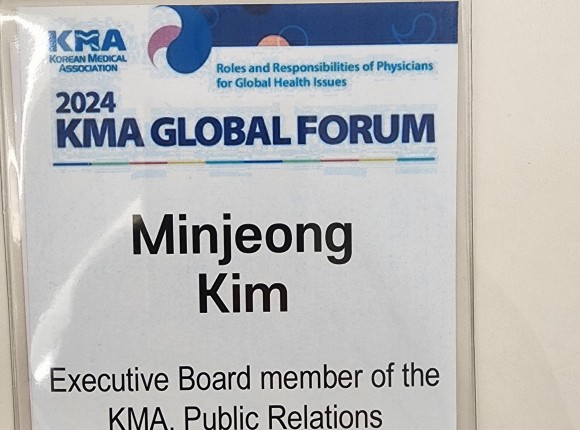 KMA
KOREAN MEDICAL
ASSOCIATION
Roles and Responsibilities of Physicians
for Global Health Issues
2024
KMA GLOBAL FORUM
Minjeong
Kim
Executive Board member of the
KMA, Public Relations